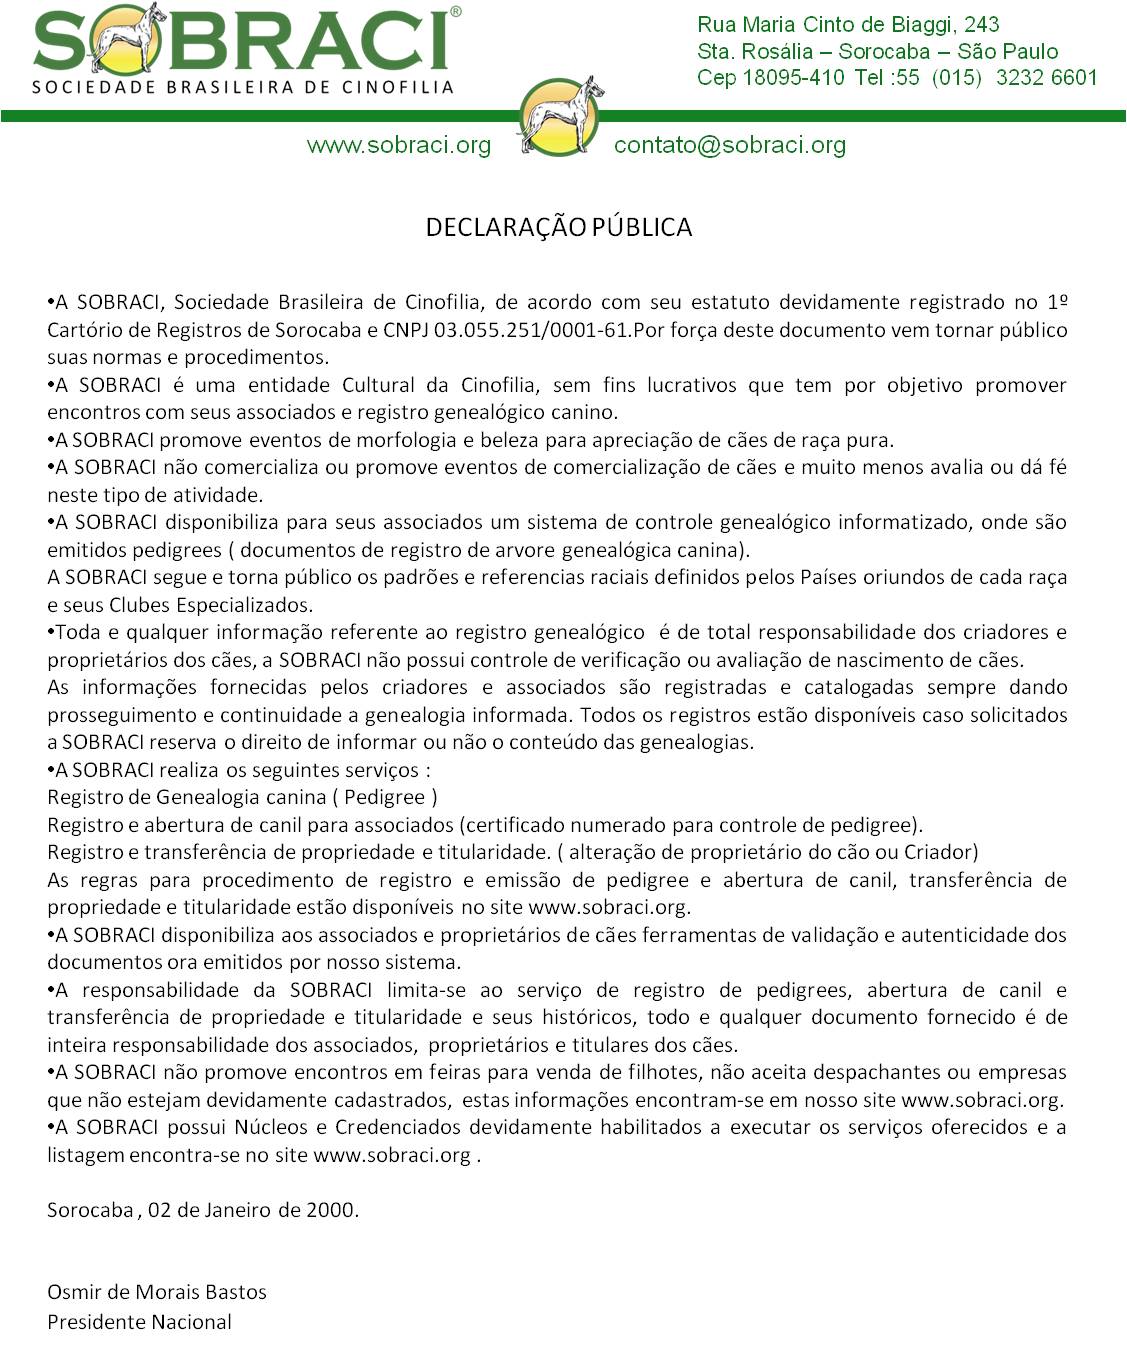 SOBRACI®
SOCIEDADE BRASILEIRA DE CINOFILIA
Rua Maria Cinto de Biaggi, 243
Sta. Rosália – Sorocaba – São Paulo
Cep 18095-410 Tel :55 (015) 3232 6601
www.sobraci.org
contato@sobraci.org
DECLARAÇÃO PÚBLICA
•A SOBRACI, Sociedade Brasileira de Cinofilia, de acordo com seu estatuto devidamente registrado no 1º
Cartório de Registros de Sorocaba e CNPJ 03.055.251/0001-61.Por força deste documento vem tornar público
suas normas e procedimentos.
•A SOBRACI é uma entidade Cultural da Cinofilia, sem fins lucrativos que tem por objetivo promover
encontros com seus associados e registro genealógico canino.
•A SOBRACI promove eventos de morfologia e beleza para apreciação de cães de raça pura.
•A SOBRACI não comercializa ou promove eventos de comercialização de cães e muito menos avalia ou dá fé
neste tipo de atividade.
•A SOBRACI disponibiliza para seus associados um sistema de controle genealógico informatizado, onde são
emitidos pedigrees ( documentos de registro de arvore genealógica canina).
A SOBRACI segue e torna público os padrões e referencias raciais definidos pelos Países oriundos de cada raça
e seus Clubes Especializados.
•Toda e qualquer informação referente ao registro genealógico é de total responsabilidade dos criadores e
proprietários dos cães, a SOBRACI não possui controle de verificação ou avaliação de nascimento de cães.
As informações fornecidas pelos criadores e associados são registradas e catalogadas sempre dando
prosseguimento e continuidade a genealogia informada. Todos os registros estão disponíveis caso solicitados
a SOBRACI reserva o direito de informar ou não o conteúdo das genealogias.
•A SOBRACI realiza os seguintes serviços :
Registro de Genealogia canina ( Pedigree )
Registro e abertura de canil para associados (certificado numerado para controle de pedigree).
Registro e transferência de propriedade e titularidade. ( alteração de proprietário do cão ou Criador)
As regras para procedimento de registro e emissão de pedigree e abertura de canil, transferência de
propriedade e titularidade estão disponíveis no site www.sobraci.org.
•A SOBRACI disponibiliza aos associados e proprietários de cães ferramentas de validação e autenticidade dos
documentos ora emitidos por nosso sistema.
•A responsabilidade da SOBRACI limita-se ao serviço de registro de pedigrees, abertura de canil e
transferência de propriedade e titularidade e seus históricos, todo e qualquer documento fornecido é de
inteira responsabilidade dos associados, proprietários e titulares dos cães.
•A SOBRACI não promove encontros em feiras para venda de filhotes, não aceita despachantes ou empresas
que não estejam devidamente cadastrados, estas informações encontram-se em nosso site www.sobraci.org.
•A SOBRACI possui Núcleos e Credenciados devidamente habilitados a executar os serviços oferecidos e a
listagem encontra-se no site www.sobraci.org .
Sorocaba , 02 de Janeiro de 2000.
Osmir de Morais Bastos
Presidente Nacional